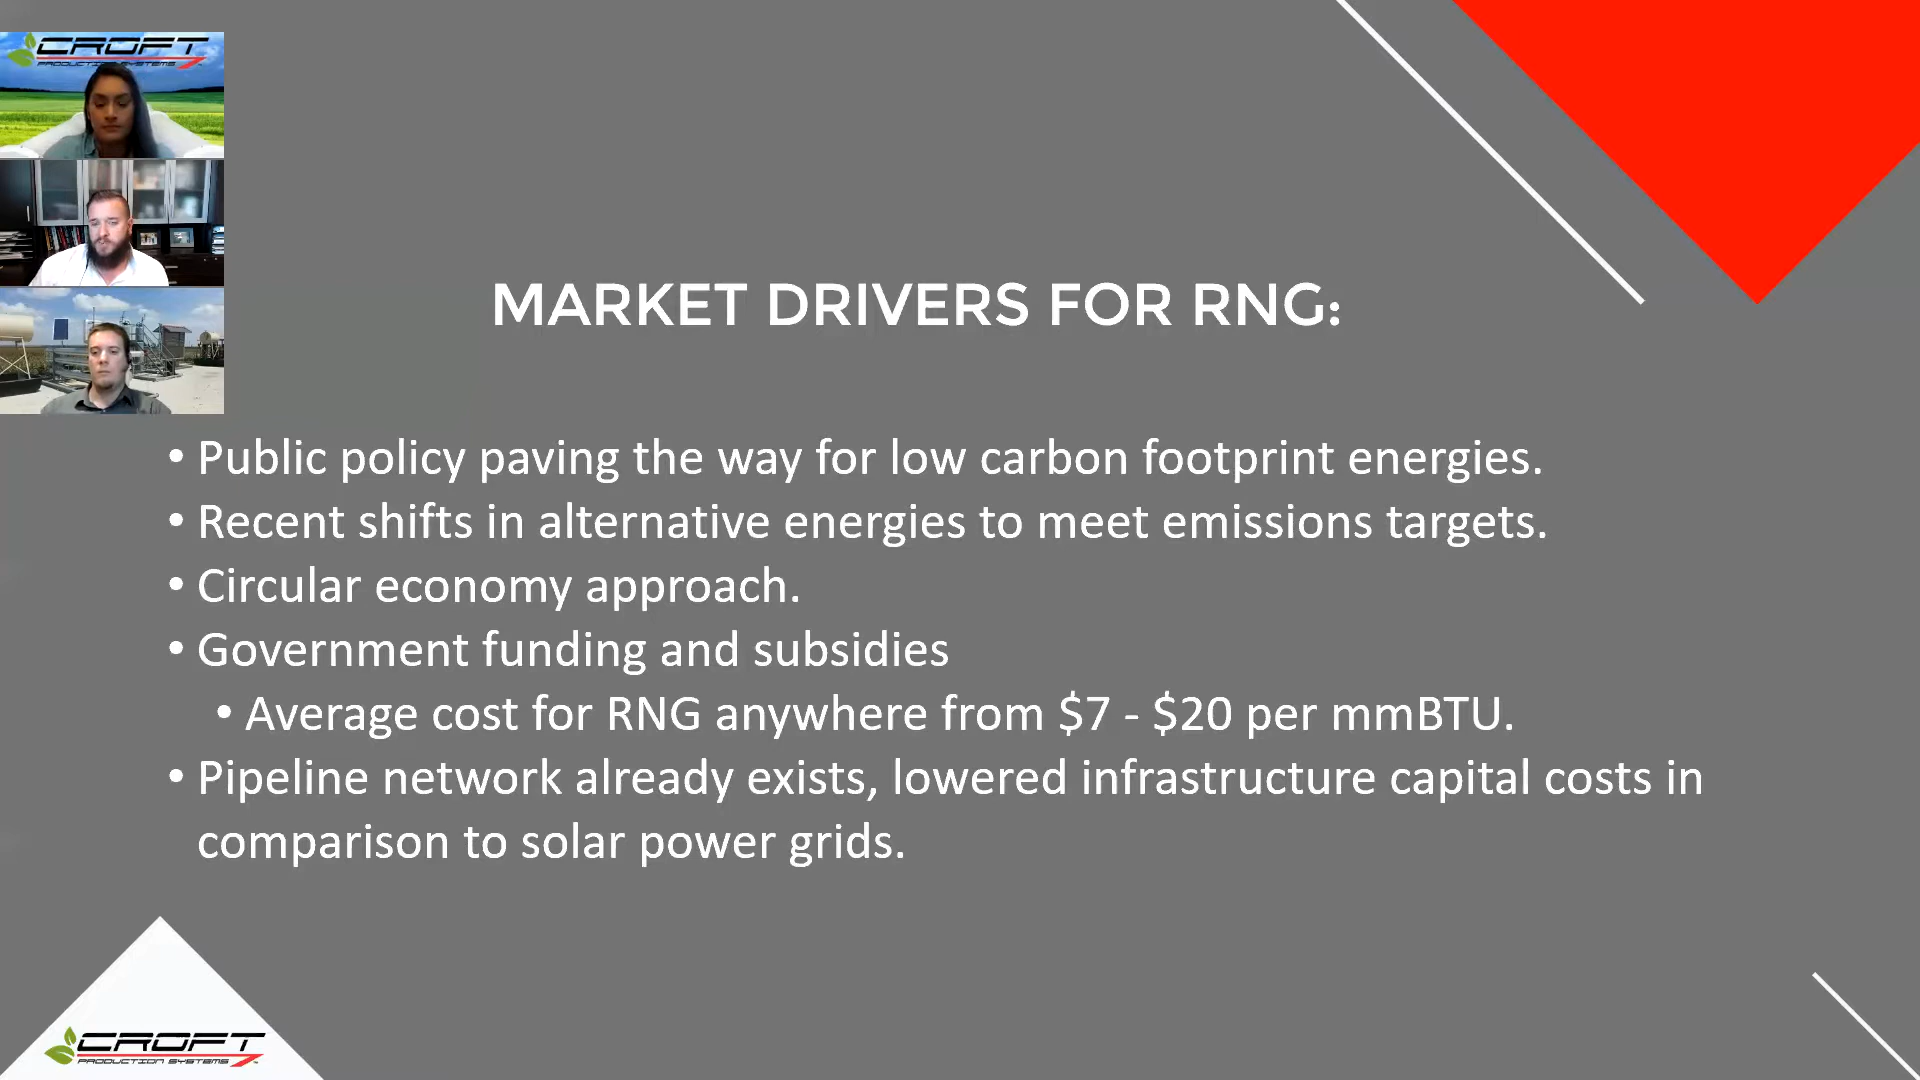 CROFT
PRODUCTION SYSTEMS
MARKET DRIVERS FOR RNG:
• Public policy paving the way for low carbon footprint energies.
• Recent shifts in alternative energies to meet emissions targets.
• Circular economy approach.
• Government funding and subsidies
• Average cost for RNG anywhere from $7 - $20 per mmBTU.
• Pipeline network already exists, lowered infrastructure capital costs in
comparison to solar power grids.
CROFT
PRODUCTION SYSTEMS